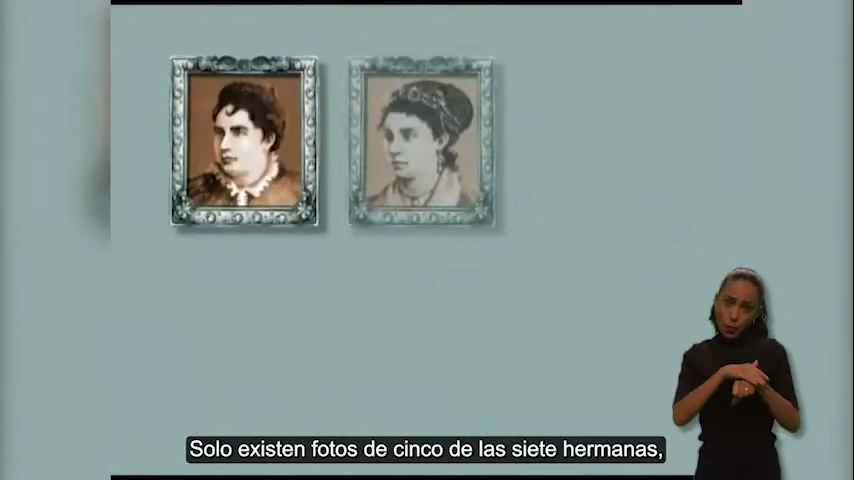 Solo existen fotos de cinco de las siete hermanas,